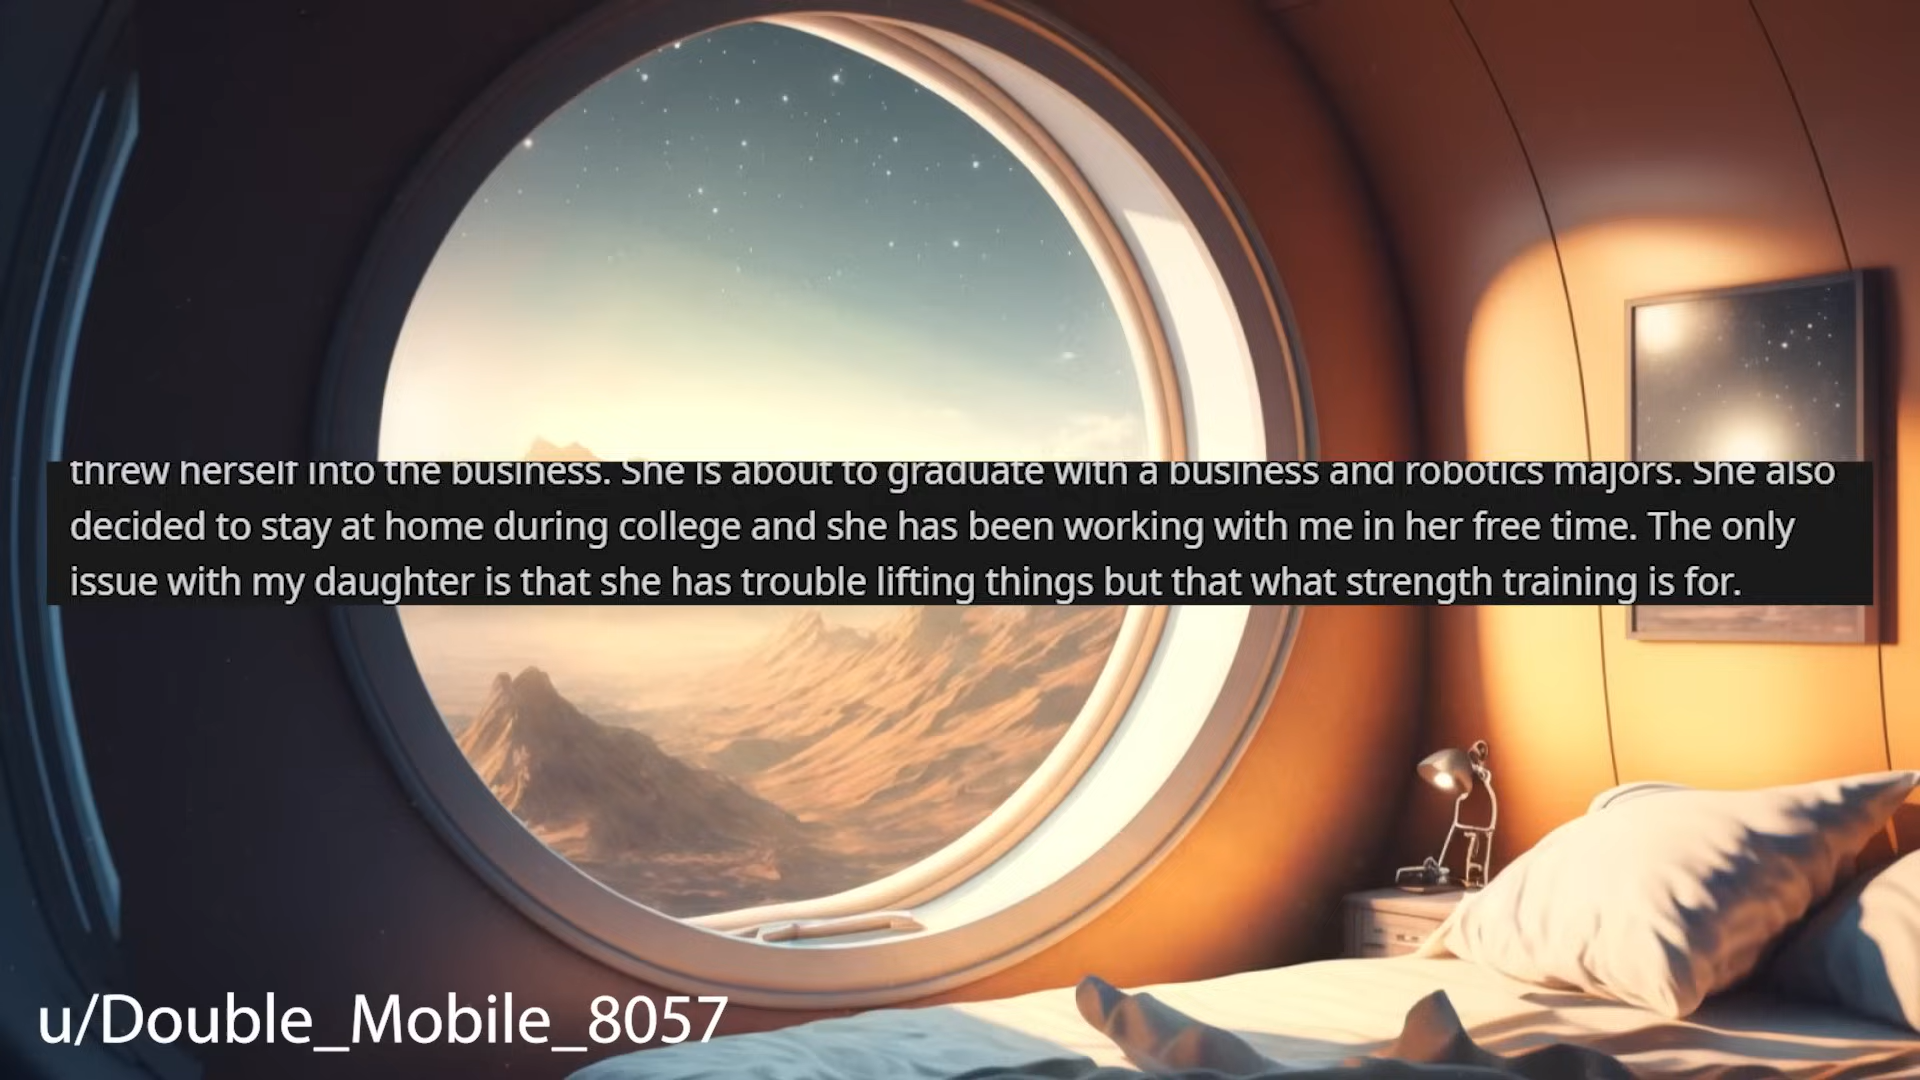 threw herself into the business. She is about to graduate with a business and robotics majors. She also
decided to stay at home during college and she has been working with me in her free time. The only
issue with my daughter is that she has trouble lifting things but that what strength training is for.
u/Double_Mobile_8057